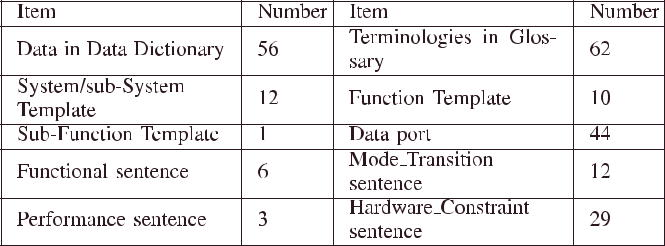 Item Number Item Number
Data in Data Dictionary 56 Terminologies in Glos-
sary 62
System/sub-System
Template 12 Function Template 10
Sub-Function Template 1 Data port 44
Functional sentence 6 Mode_Transition
sentence 12
Performance sentence 3 Hardware_Constraint
sentence 29